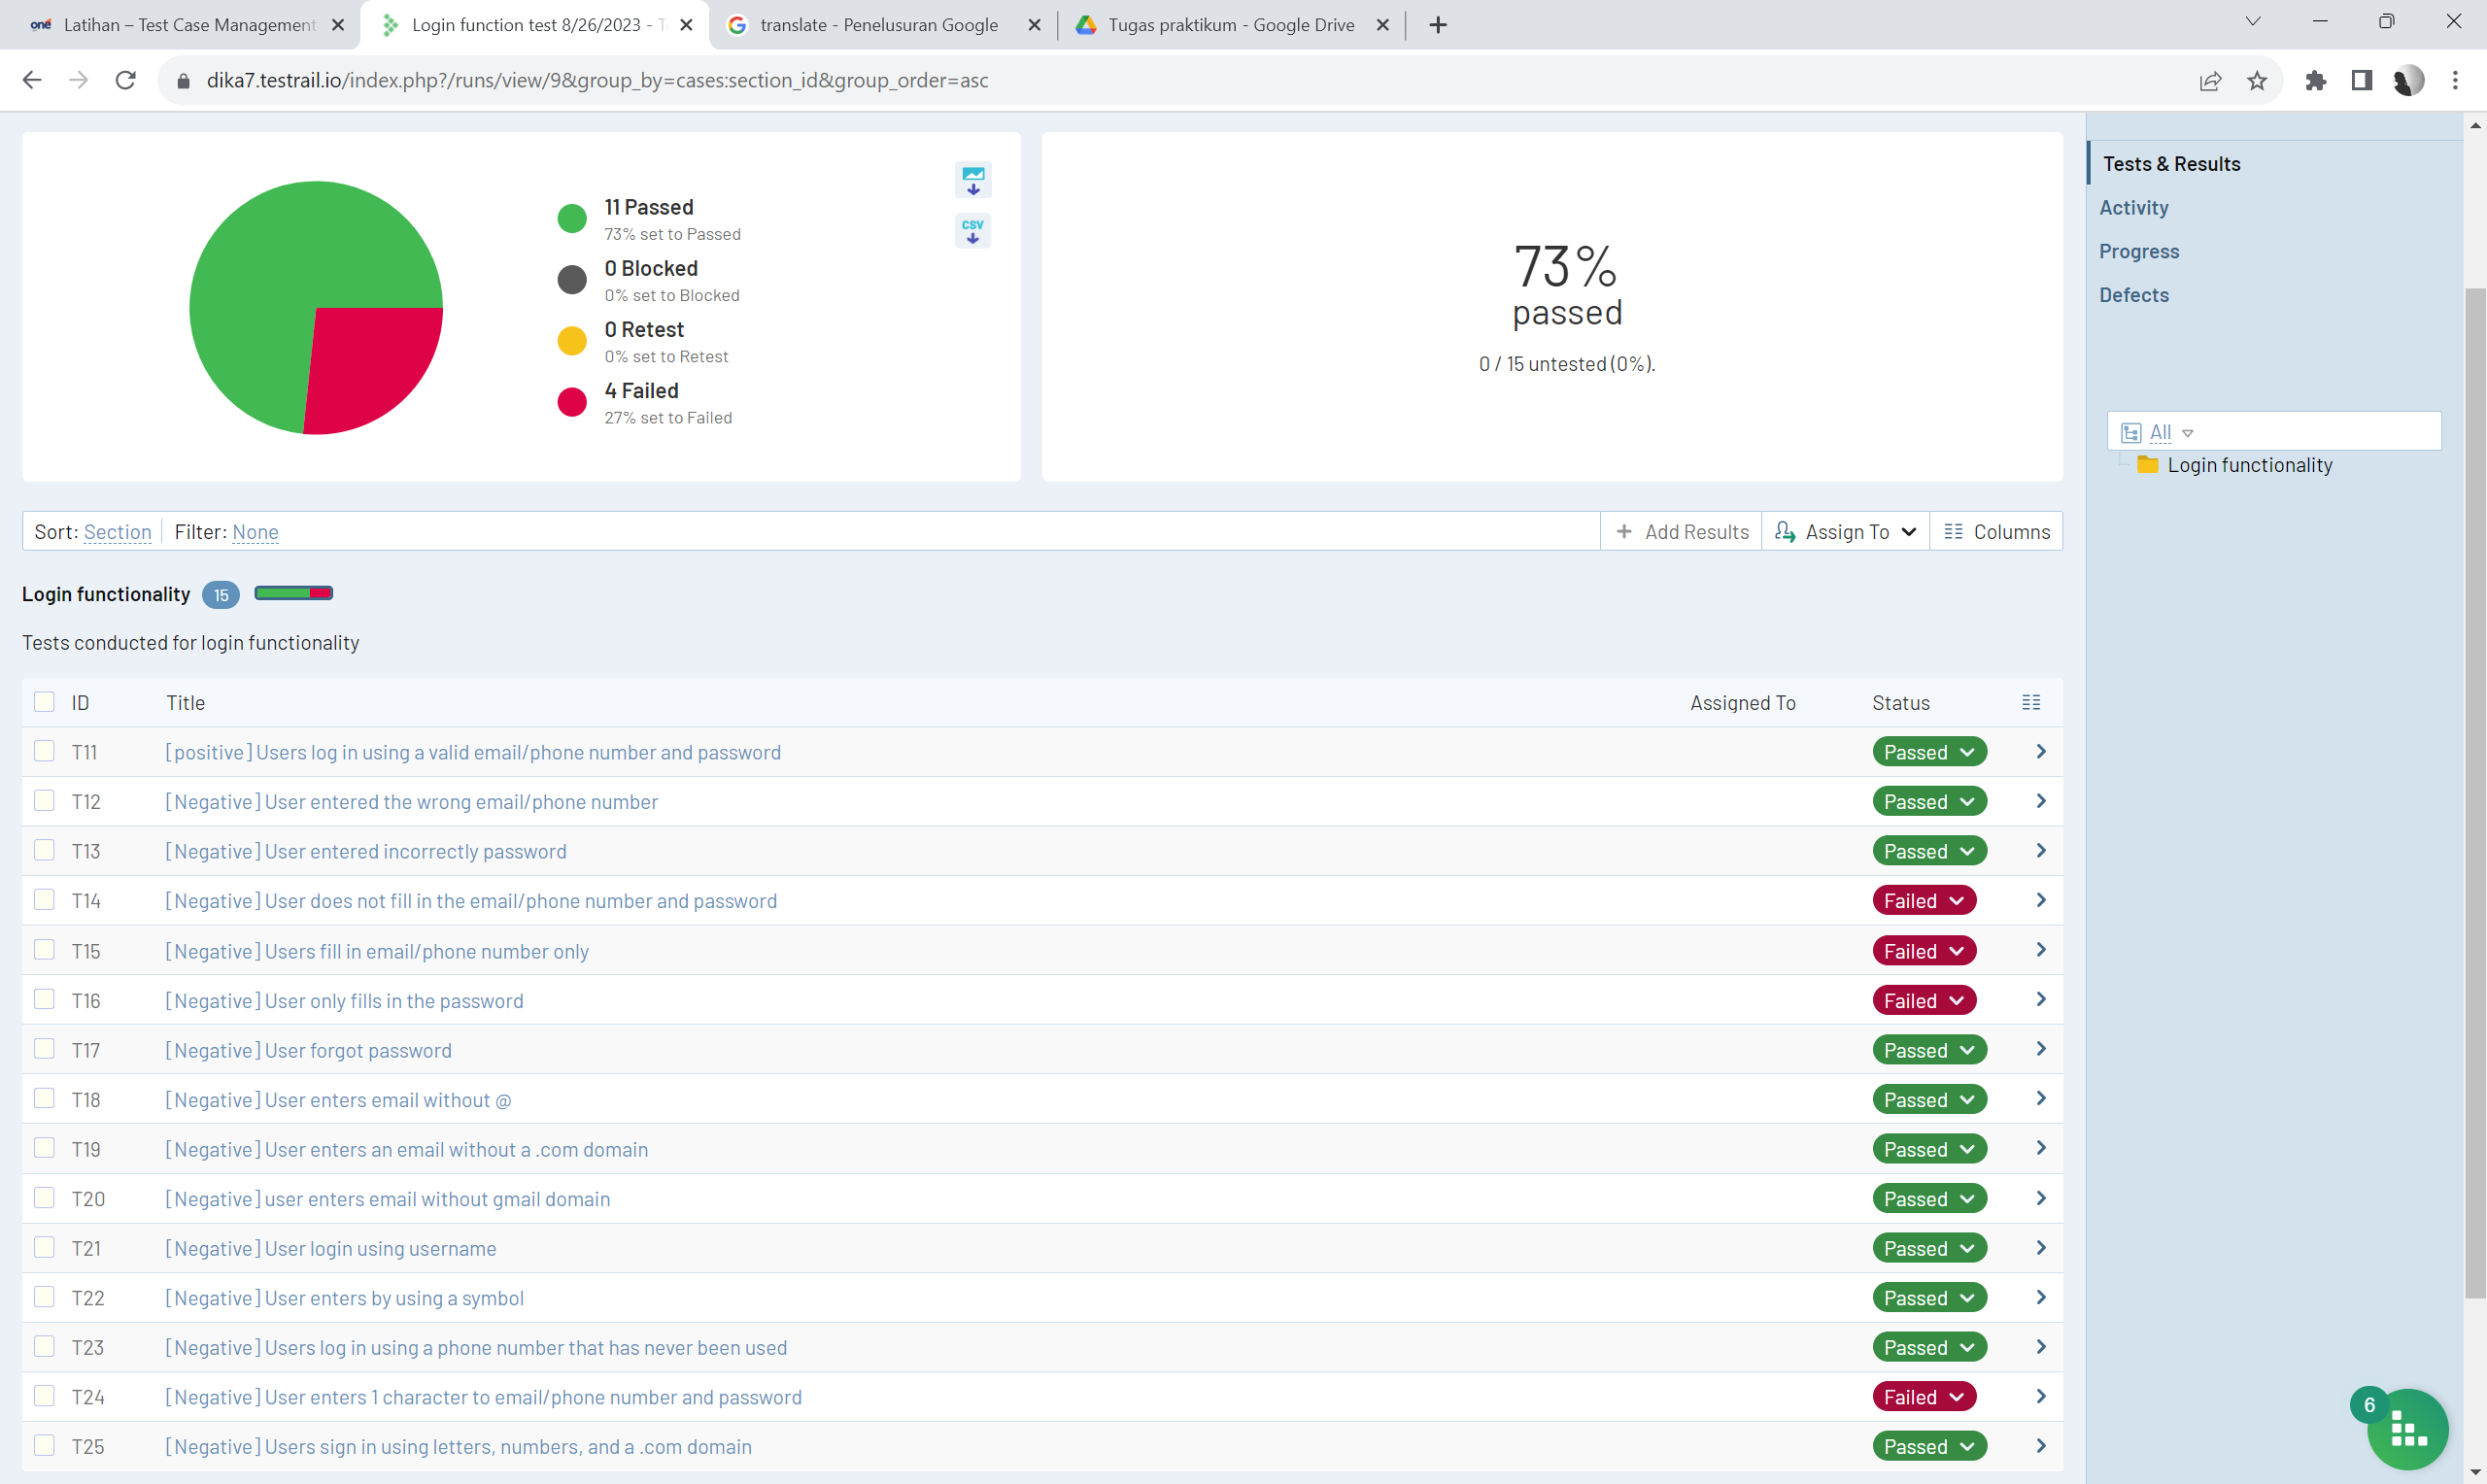 one Latihan – Test Case Management
Login function test 8/26/2023 - T
translate - Penelusuran Google
Tugas praktikum - Google Drive
dika7.testrail.io/index.php?/runs/view/9&group_by=cases:section_id&group_order=asc
11 Passed
73% set to Passed
0 Blocked
0% set to Blocked
0 Retest
0% set to Retest
4 Failed
27% set to Failed
CSV
73%
passed
0 / 15 untested (0%).
Tests & Results
Activity
Progress
Defects
All
Login functionality
Sort: Section Filter: None
Add Results Assign To Columns
Login functionality 15
Tests conducted for login functionality
ID Title Assigned To Status
T11 [positive] Users log in using a valid email/phone number and password Passed
T12 [Negative] User entered the wrong email/phone number Passed
T13 [Negative] User entered incorrectly password Passed
T14 [Negative] User does not fill in the email/phone number and password Failed
T15 [Negative] Users fill in email/phone number only Failed
T16 [Negative] User only fills in the password Failed
T17 [Negative] User forgot password Passed
T18 [Negative] User enters email without @ Passed
T19 [Negative] User enters an email without a .com domain Passed
T20 [Negative] user enters email without gmail domain Passed
T21 [Negative] User login using username Passed
T22 [Negative] User enters by using a symbol Passed
T23 [Negative] Users log in using a phone number that has never been used Passed
T24 [Negative] User enters 1 character to email/phone number and password Failed
T25 [Negative] Users sign in using letters, numbers, and a .com domain Passed
6